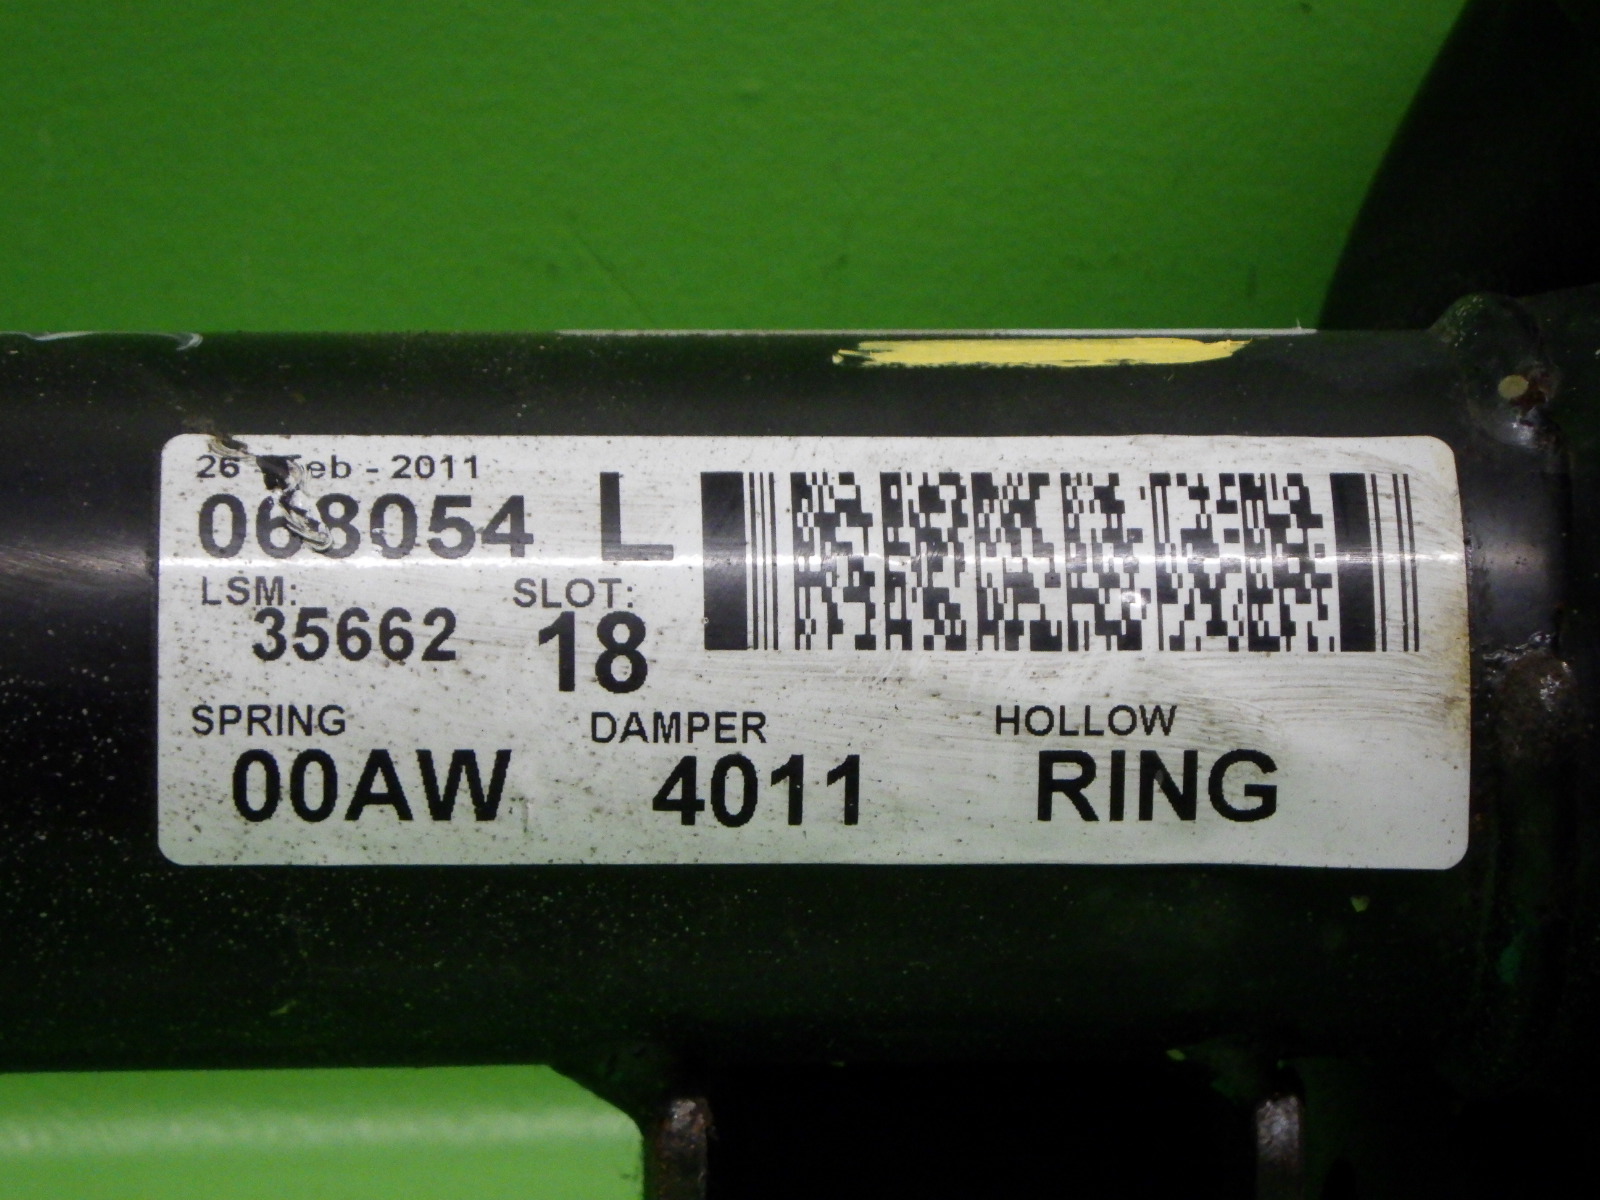 26 - Feb - 2011
068054 L
LSM: SLOT:
35662 18
SPRING DAMPER HOLLOW
00AW 4011 RING